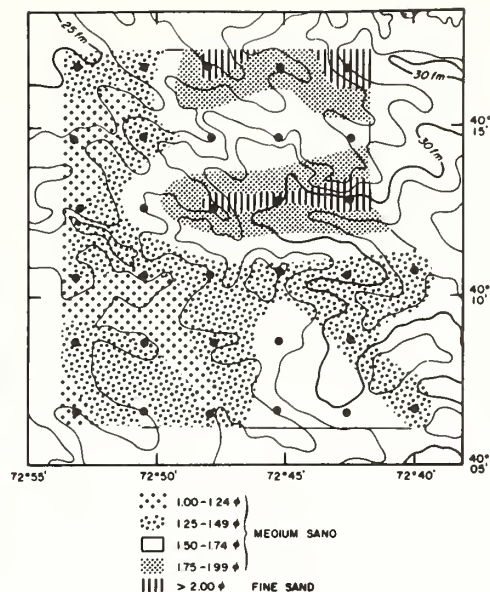 25 fm
30 fm
30 fm
40°
15'
40°
10'
40°
05'
72°55'
72°50'
72°45'
72°40'
1.00-1.24 ϕ
1.25-1.49 ϕ
1.50-1.74 ϕ
1.75-1.99 ϕ
MEDIUM SAND
> 2.00 ϕ FINE SAND